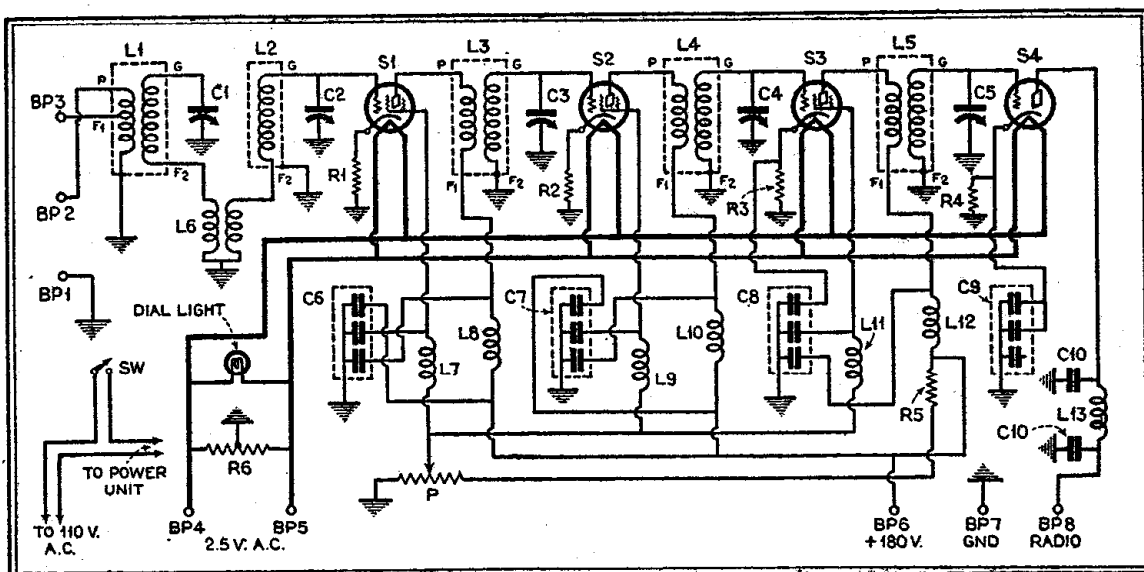 L1
L2
S1
L3
S2
L4
S3
L5
S4
P
G
G
P
G
P
G
P
G
BP3
F1
C1
C2
C3
C4
C5
F2
F2
R1
F1
F2
R2
F1
F2
R3
F1
F2
R4
BP2
L6
BP1
DIAL LIGHT
SW
C6
L7
L8
C7
L9
L10
C8
L11
L12
C9
R5
C10
L13
C10
TO POWER
UNIT
R6
P
TO 110 V.
A.C.
BP4
2.5 V. A.C.
BP5
BP6
+180 V.
BP7
GND
BP8
RADIO